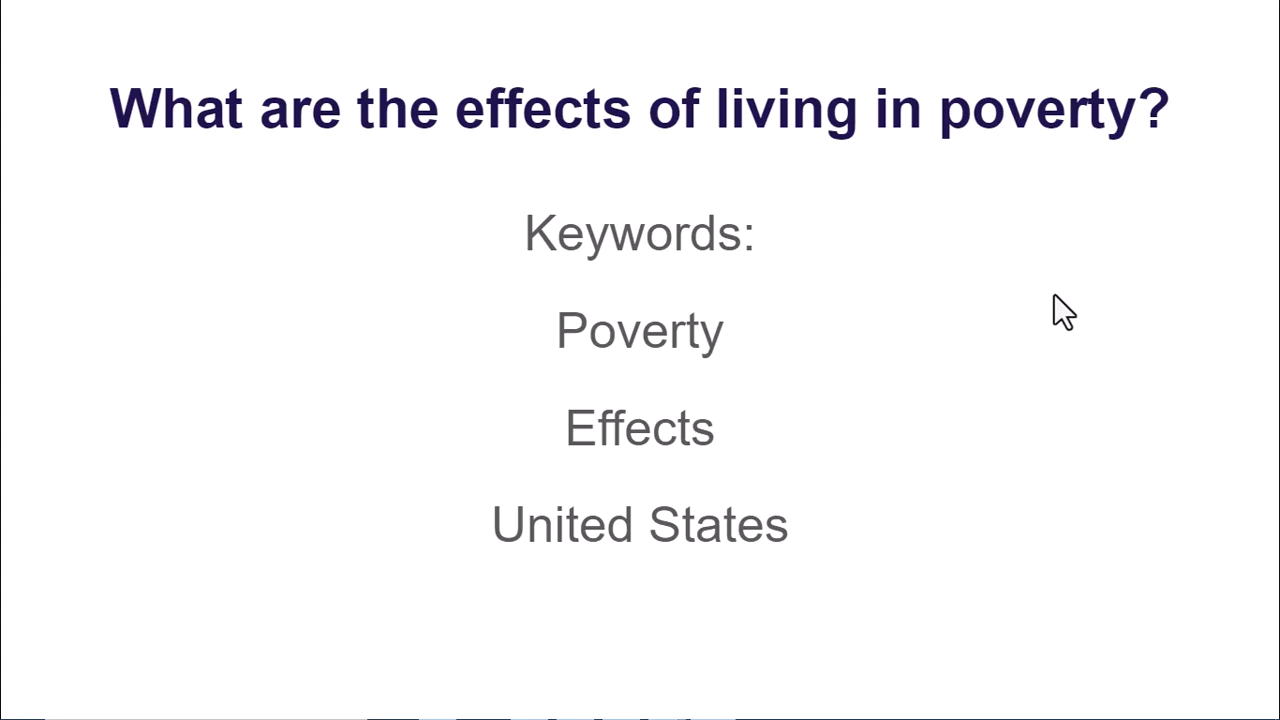 What are the effects of living in poverty?
Keywords:
Poverty
Effects
United States